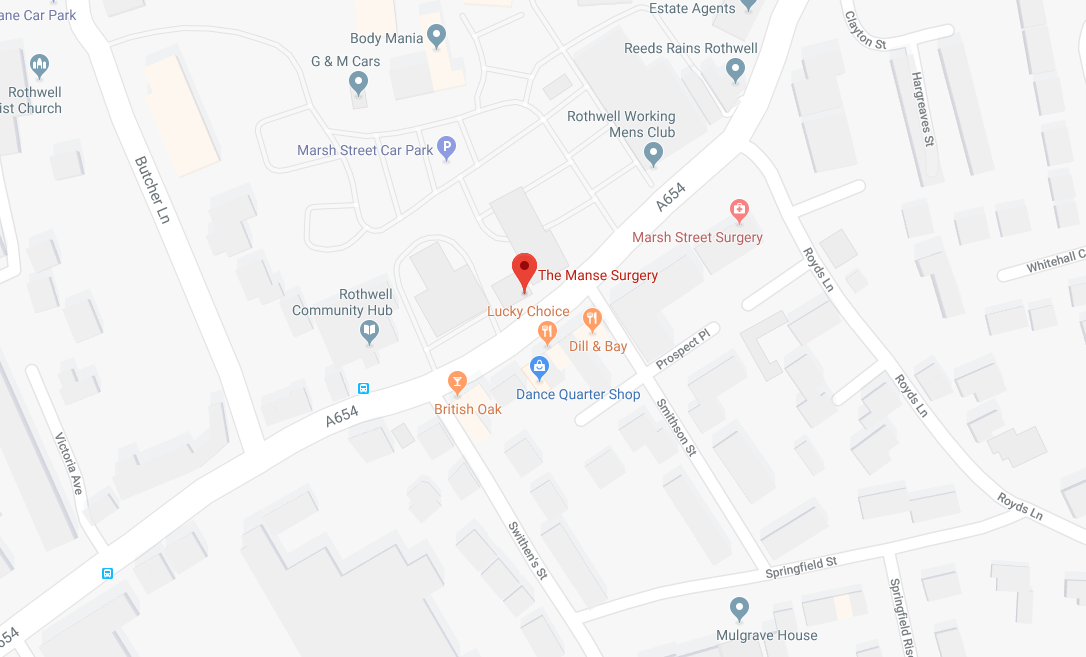 ane Car Park
Estate Agents
Clayton St
Body Mania
Reeds Rains Rothwell
G & M Cars
Rothwell
ist Church
Hargreaves St
Rothwell Working
Mens Club
P
Marsh Street Car Park
Butcher Ln
A654
Marsh Street Surgery
Royds Ln
Whitehall C
The Manse Surgery
Rothwell
Community Hub
Lucky Choice
Dill & Bay
Prospect Pl
Dance Quarter Shop
British Oak
A654
Royds Ln
Smithson St
Victoria Ave
Royds Ln
Swithen's St
Springfield St
Springfield Rise
Mulgrave House
654